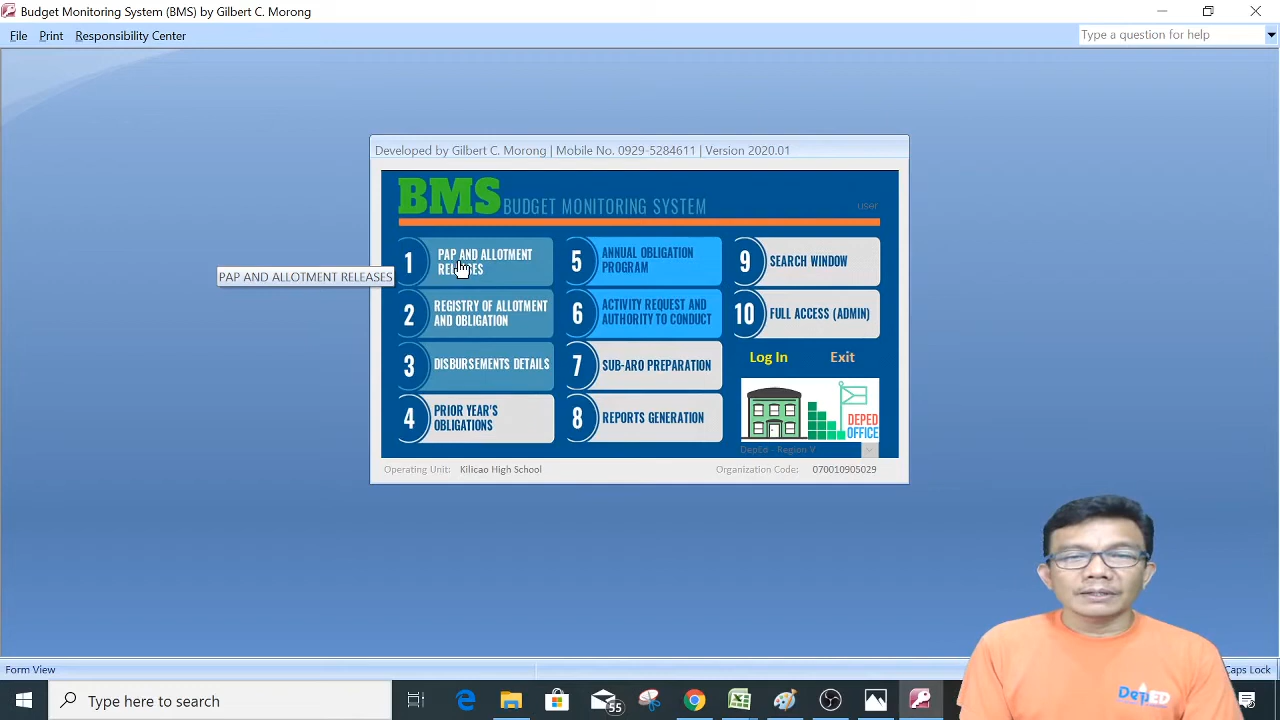 Budget Monitoring System (BMS) by Gilbert C. Morong
File Print Responsibility Center
Type a question for help
Developed by Gilbert C. Morong | Mobile No. 0929-5284611 | Version 2020.01
BMS BUDGET MONITORING SYSTEM
user
1 PAP AND ALLOTMENT
RELEASES
PAP AND ALLOTMENT RELEASES
2 REGISTRY OF ALLOTMENT
AND OBLIGATION
3 DISBURSEMENTS DETAILS
4 PRIOR YEAR'S
OBLIGATIONS
5 ANNUAL OBLIGATION
PROGRAM
6 ACTIVITY REQUEST AND
AUTHORITY TO CONDUCT
7 SUB-ARO PREPARATION
8 REPORTS GENERATION
9 SEARCH WINDOW
10 FULL ACCESS (ADMIN)
Log In Exit
DEPED
OFFICE
DepEd - Region V
Operating Unit: Kilicao High School
Organization Code: 070010905029
Form View
Caps Lock
Type here to search
55
DepED